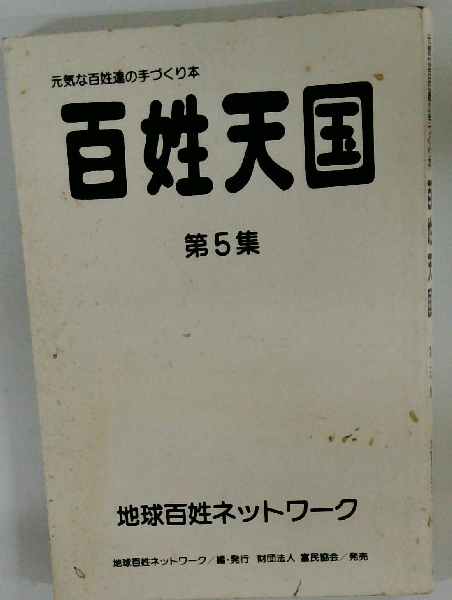 元気な百姓達の手づくり本
百姓天国
第5集
地球百姓ネットワーク
地球百姓ネットワーク／編・発行 財団法人 富民協会／発売